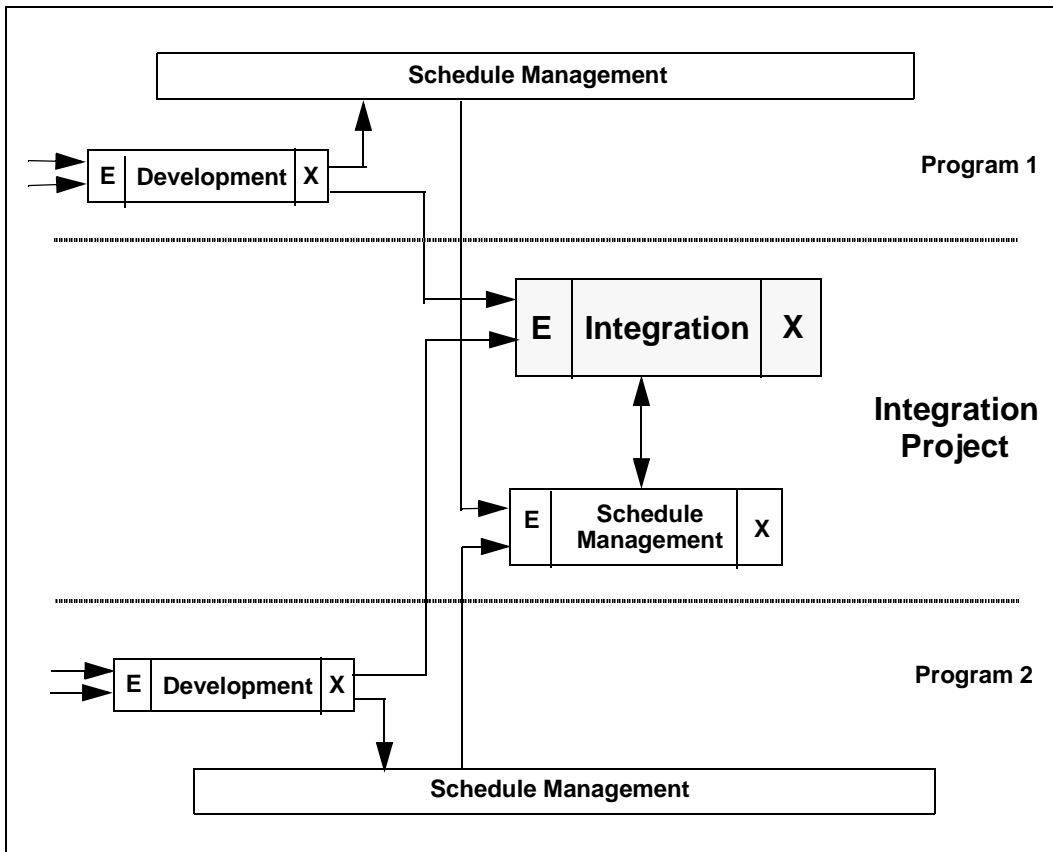 Schedule Management
E Development X
Program 1
E Integration X
Integration
Project
E Schedule
Management X
E Development X
Program 2
Schedule Management